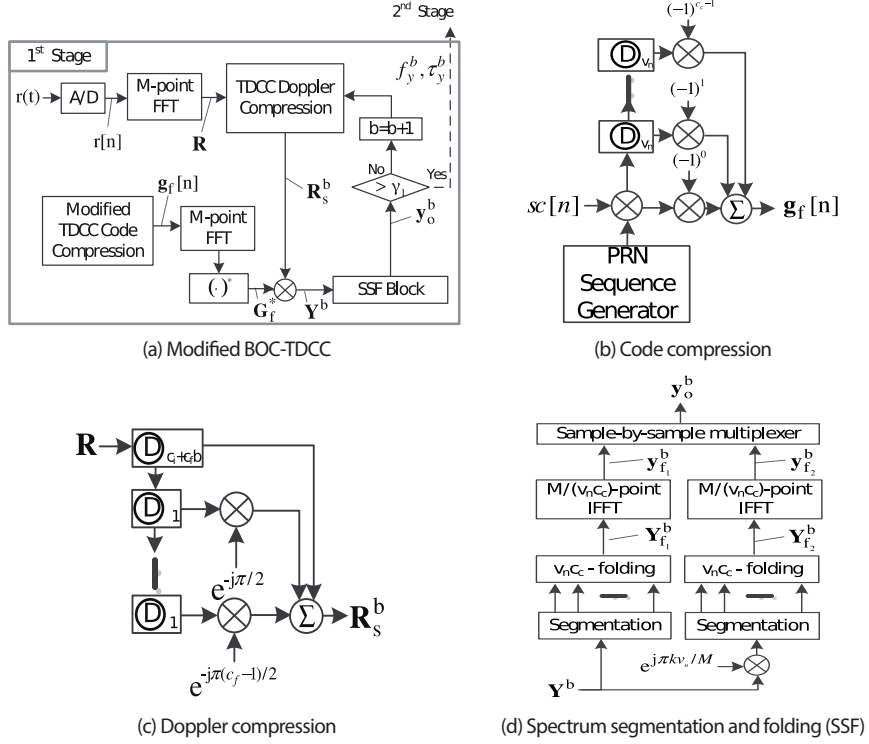 2nd Stage
1st Stage
f_y^b, τ_y^b
r(t)
A/D
r[n]
M-point
FFT
R
TDCC Doppler
Compression
b=b+1
No
Yes
> γ_1
R_s^b
y_o^b
Modified
TDCC Code
Compression
g_f[n]
M-point
FFT
(.)*
G_f^*
Y^b
SSF Block
(a) Modified BOC-TDCC
(-1)^{c_c-1}
D v_n
(-1)^1
D v_n
(-1)^0
sc[n]
Σ
g_f[n]
PRN
Sequence
Generator
(b) Code compression
R
D c_i+c_f b
D 1
e^{-jπ/2}
D 1
Σ
R_s^b
e^{-jπ(c_f-1)/2}
(c) Doppler compression
y_o^b
Sample-by-sample multiplexer
y_{f_1}^b
y_{f_2}^b
M/(v_n c_c)-point
IFFT
M/(v_n c_c)-point
IFFT
Y_{f_1}^b
Y_{f_2}^b
v_n c_c - folding
v_n c_c - folding
Segmentation
Segmentation
e^{jπkv_n/M}
Y^b
(d) Spectrum segmentation and folding (SSF)